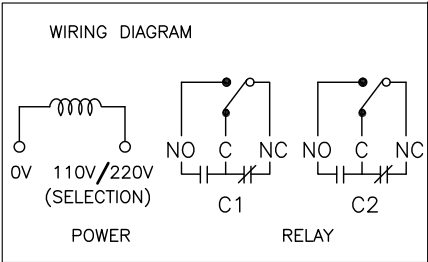 WIRING DIAGRAM
NO C NC NO C NC
0V 110V/220V
(SELECTION)
C1 C2
POWER RELAY